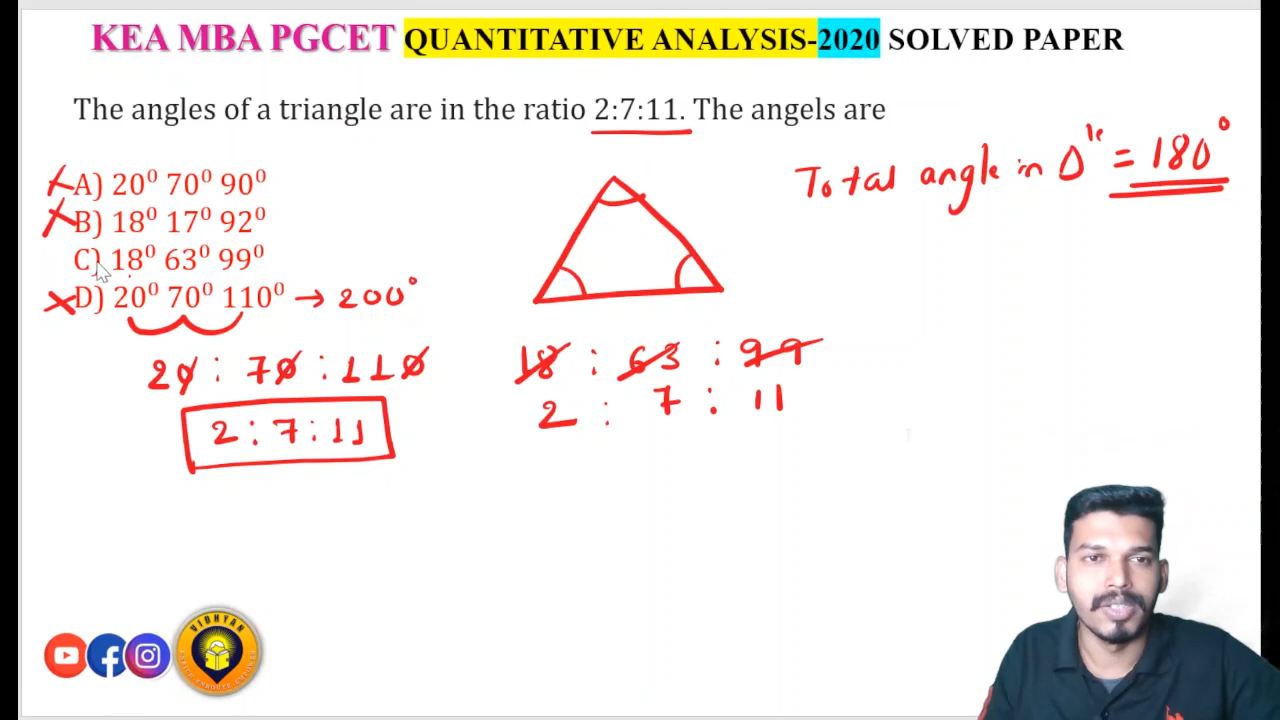 KEA MBA PGCET QUANTITATIVE ANALYSIS-2020 SOLVED PAPER
The angles of a triangle are in the ratio 2:7:11. The angels are
Total angle in Δle = 180°
A) 20⁰ 70⁰ 90⁰
B) 18⁰ 17⁰ 92⁰
C) 18⁰ 63⁰ 99⁰
D) 20⁰ 70⁰ 110⁰ → 200°
20 : 70 : 110
2 : 7 : 11
18 : 63 : 99
2 : 7 : 11
VIDHYAN